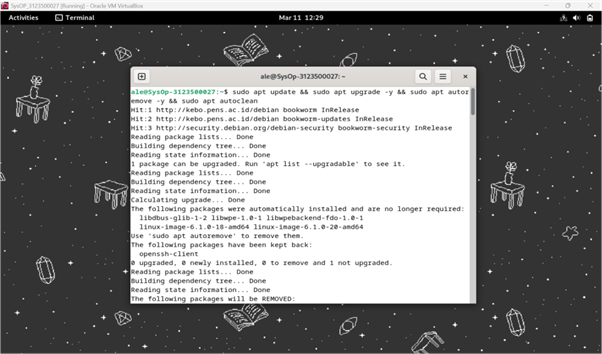 SysOP_3123500027 [Running] - Oracle VM VirtualBox
Activities Terminal Mar 11 12:29
ale@SysOp-3123500027: ~
ale@SysOp-3123500027:~$ sudo apt update && sudo apt upgrade -y && sudo apt autor
emove -y && sudo apt autoclean
Hit:1 http://kebo.pens.ac.id/debian bookworm InRelease
Hit:2 http://kebo.pens.ac.id/debian bookworm-updates InRelease
Hit:3 http://security.debian.org/debian-security bookworm-security InRelease
Reading package lists... Done
Building dependency tree... Done
Reading state information... Done
1 package can be upgraded. Run 'apt list --upgradable' to see it.
Reading package lists... Done
Building dependency tree... Done
Reading state information... Done
Calculating upgrade... Done
The following packages were automatically installed and are no longer required:
libdbus-glib-1-2 libwpe-1.0-1 libwpebackend-fdo-1.0-1
linux-image-6.1.0-18-amd64 linux-image-6.1.0-20-amd64
Use 'sudo apt autoremove' to remove them.
The following packages have been kept back:
openssh-client
0 upgraded, 0 newly installed, 0 to remove and 1 not upgraded.
Reading package lists... Done
Building dependency tree... Done
Reading state information... Done
The following packages will be REMOVED: